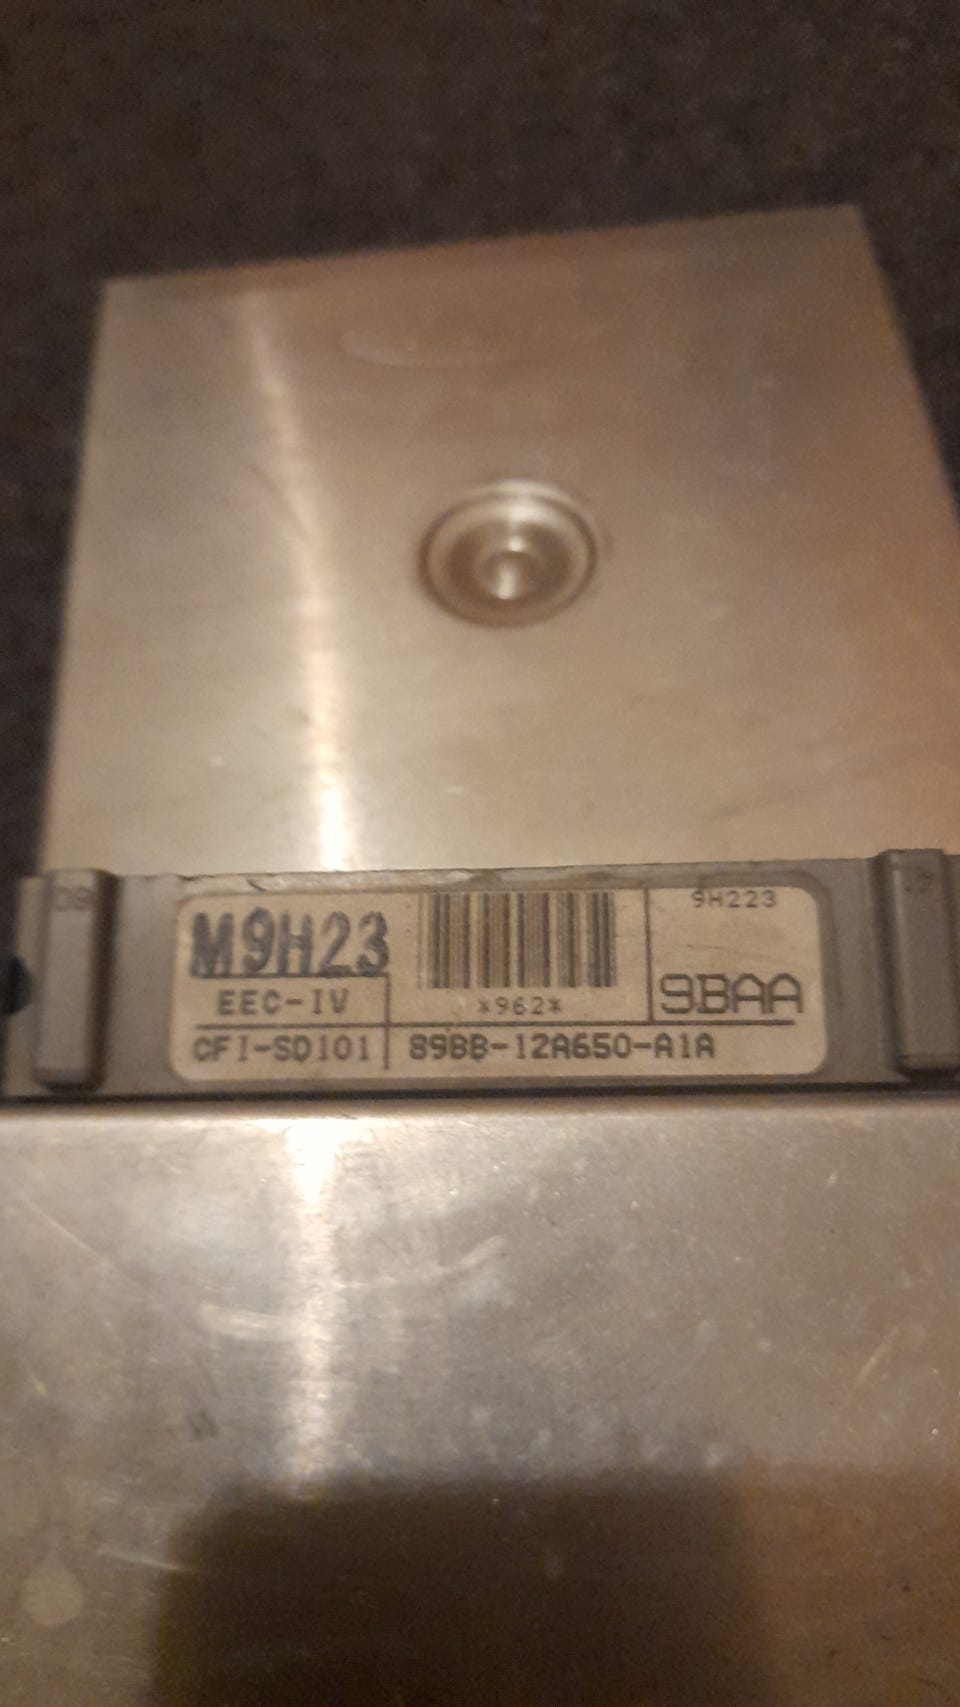 M9H23
EEC-IV
*962*
9H223
9BAA
CFI-SD101
89BB-12A650-A1A